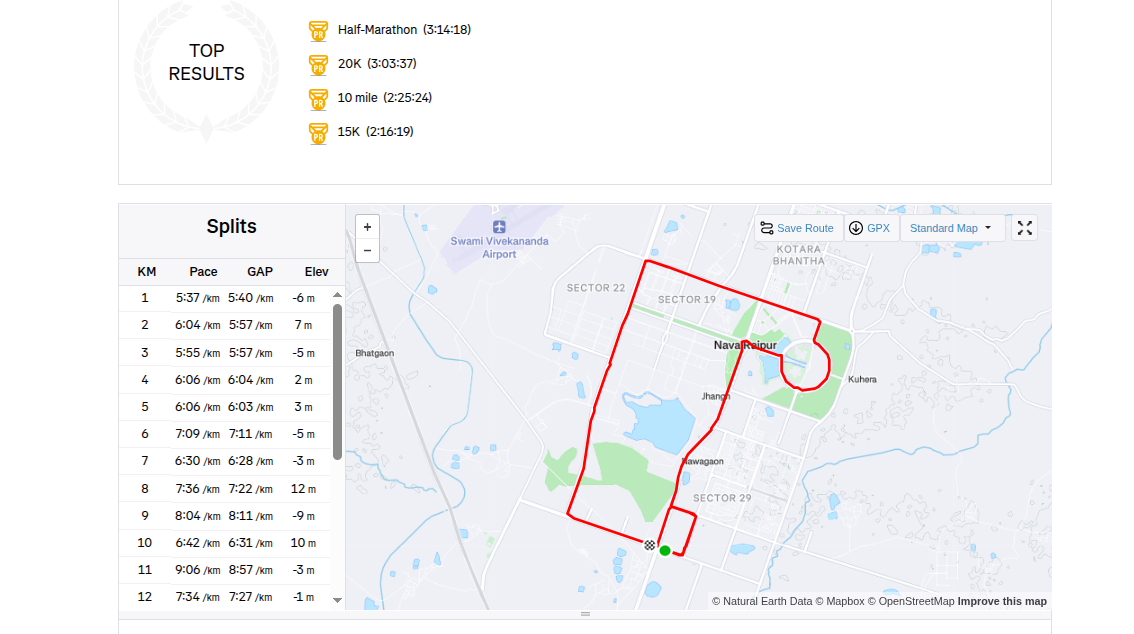 TOP
RESULTS
Half-Marathon (3:14:18)
20K (3:03:37)
10 mile (2:25:24)
15K (2:16:19)
PR
PR
PR
PR
Splits
KM Pace GAP Elev
1 5:37 /km 5:40 /km -6 m
2 6:04 /km 5:57 /km 7 m
3 5:55 /km 5:57 /km -5 m
4 6:06 /km 6:04 /km 2 m
5 6:06 /km 6:03 /km 3 m
6 7:09 /km 7:11 /km -5 m
7 6:30 /km 6:28 /km -3 m
8 7:36 /km 7:22 /km 12 m
9 8:04 /km 8:11 /km -9 m
10 6:42 /km 6:31 /km 10 m
11 9:06 /km 8:57 /km -3 m
12 7:34 /km 7:27 /km -1 m
+
−
Save Route
GPX
Standard Map
Swami Vivekananda
Airport
KOTARA
BHANTHA
SECTOR 22
SECTOR 19
Nava Raipur
Bhatgaon
Kuhera
Jhangh
Nawagaon
SECTOR 29
© Natural Earth Data © Mapbox © OpenStreetMap Improve this map